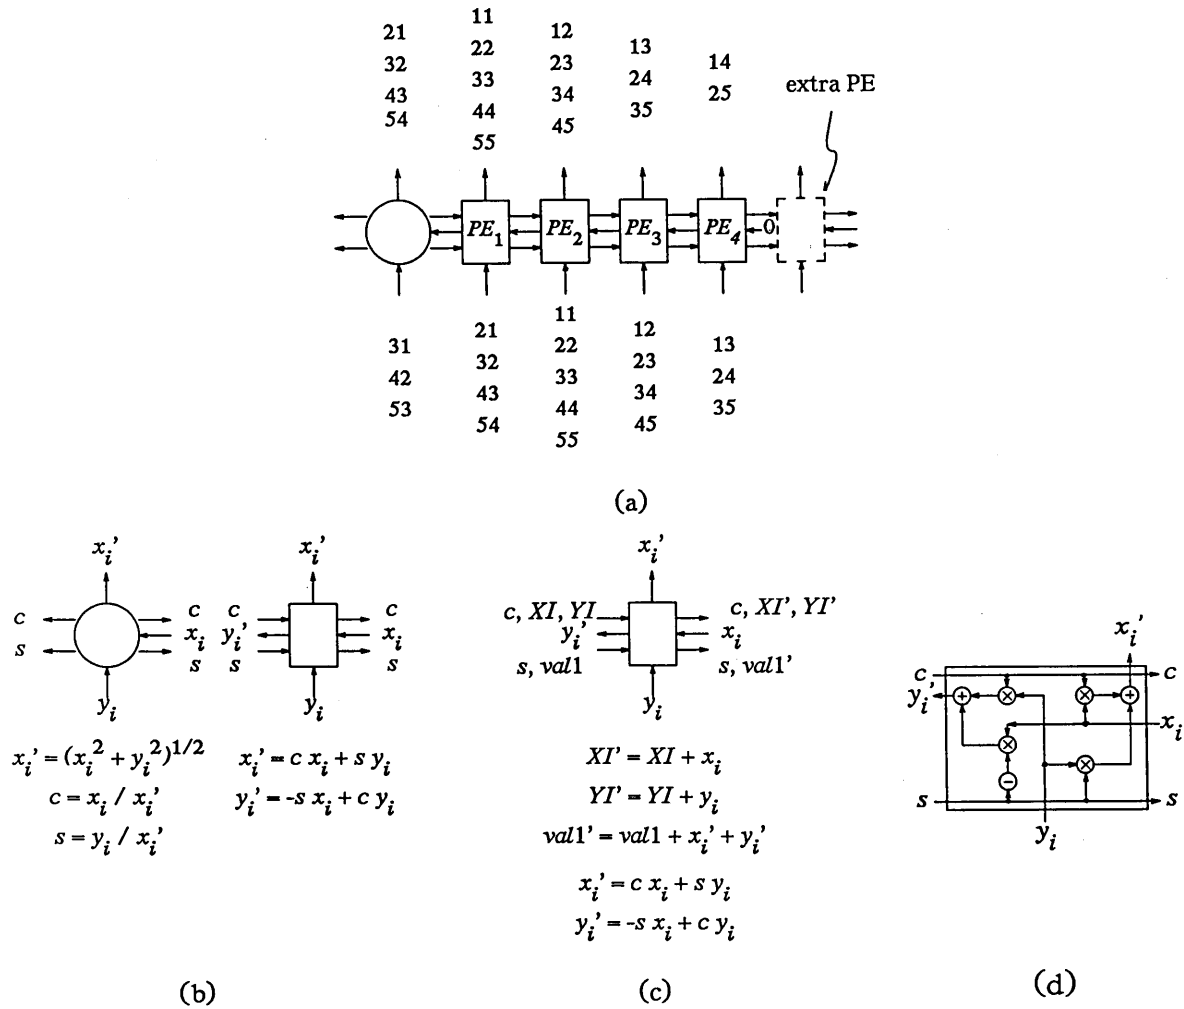 21 11 12 13 14 extra PE
32 22 23 24 25
43 33 34 35
54 44 45
55
PE₁ PE₂ PE₃ PE₄ 0
31 21 11 12 13
42 32 22 23 24
53 43 33 34 35
54 44 45
55
(a)
xᵢ' xᵢ'
c c c c
xᵢ yᵢ' xᵢ
s s s s
yᵢ yᵢ
xᵢ' = (xᵢ² + yᵢ²)^1/2
c = xᵢ / xᵢ'
s = yᵢ / xᵢ'
xᵢ' = c xᵢ + s yᵢ
yᵢ' = -s xᵢ + c yᵢ
(b)
xᵢ'
c, XI, YI c, XI', YI'
yᵢ' xᵢ
s, val1 s, val1'
yᵢ
XI' = XI + xᵢ
YI' = YI + yᵢ
val1' = val1 + xᵢ' + yᵢ'
xᵢ' = c xᵢ + s yᵢ
yᵢ' = -s xᵢ + c yᵢ
(c)
xᵢ'
c c
yᵢ' xᵢ
s s
yᵢ
(d)